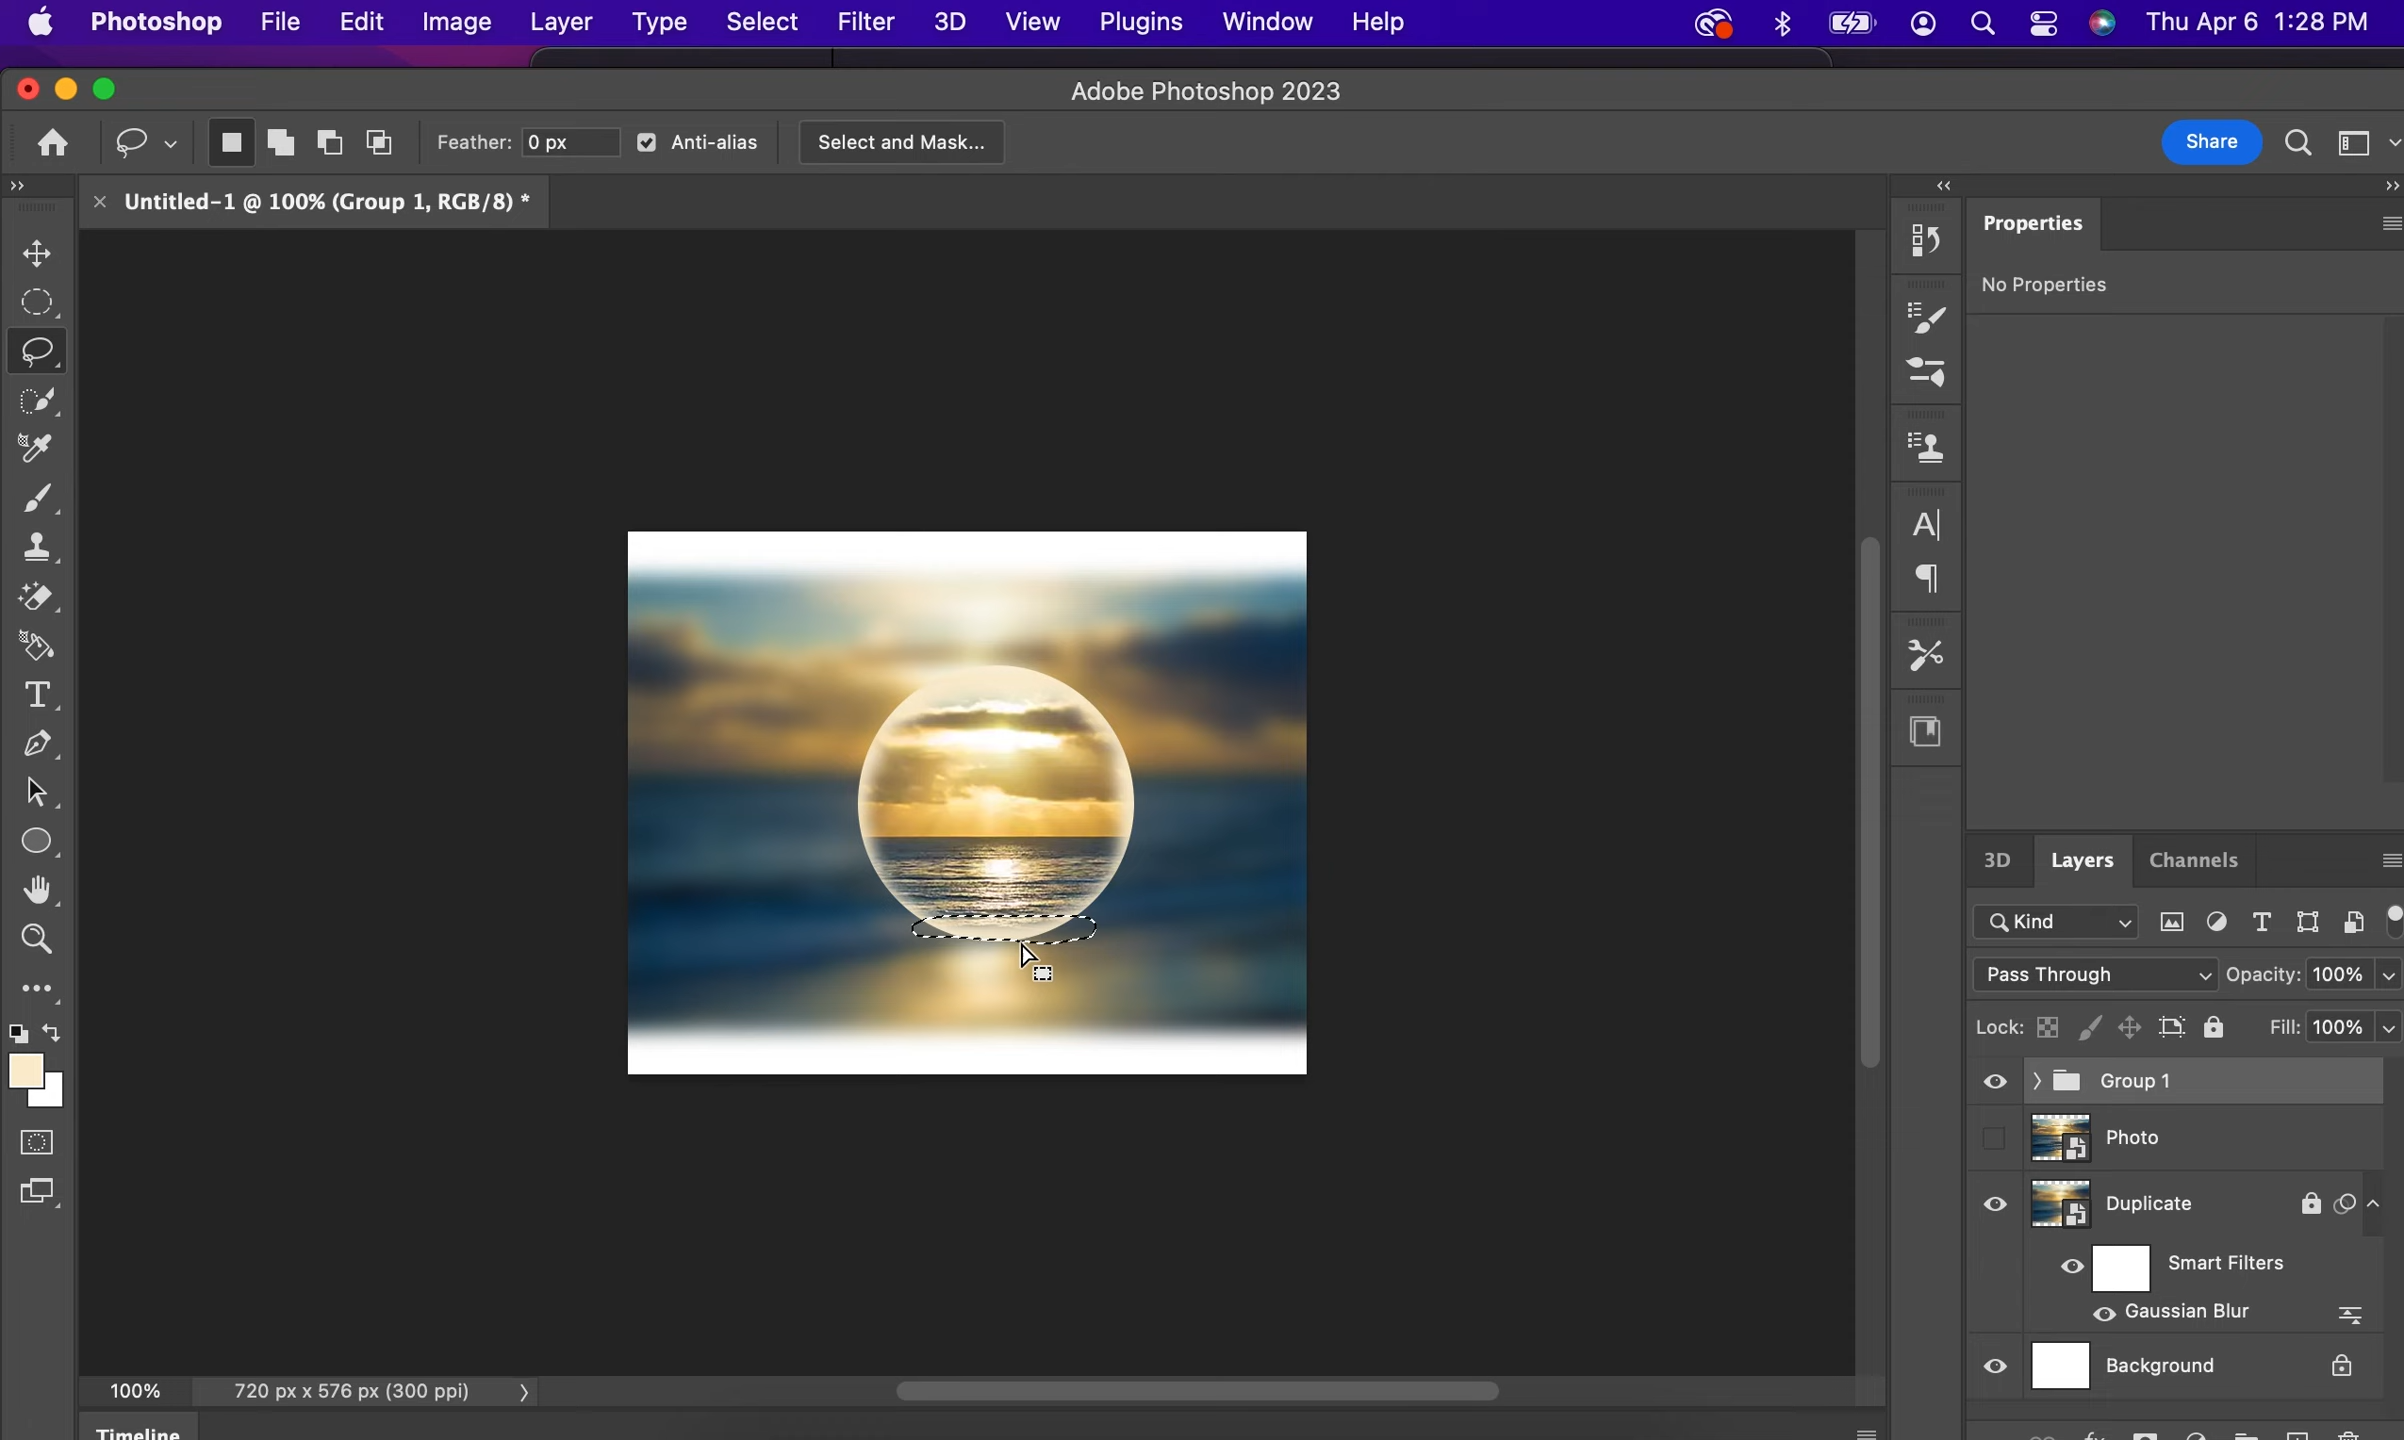 Photoshop File Edit Image Layer Type Select Filter 3D View Plugins Window Help Thu Apr 6 1:28 PM
Adobe Photoshop 2023
Feather: 0 px Anti-alias Select and Mask... Share
Untitled-1 @ 100% (Group 1, RGB/8) *
Properties
No Properties
3D Layers Channels
Kind
Pass Through Opacity: 100%
Lock: Fill: 100%
Group 1
Photo
Duplicate
Smart Filters
Gaussian Blur
Background
100% 720 px x 576 px (300 ppi)
Timeline